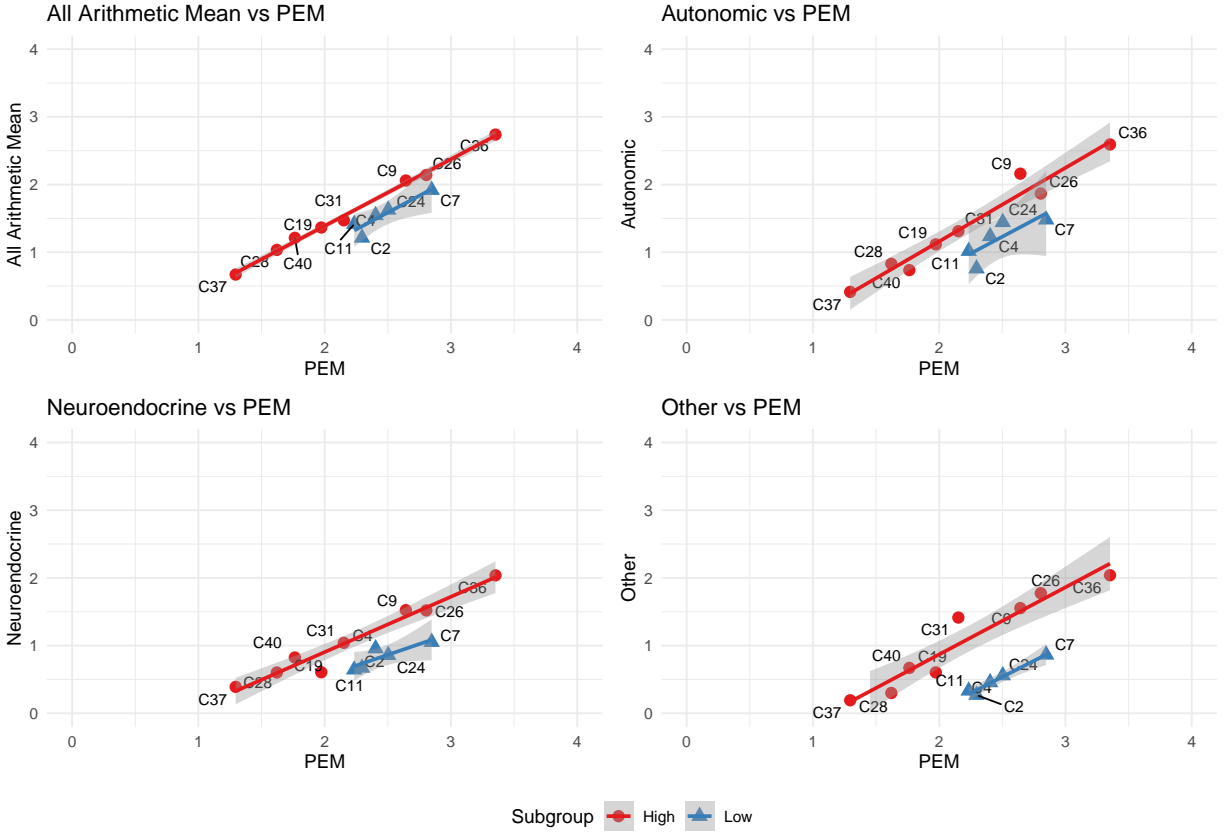 All Arithmetic Mean vs PEM
All Arithmetic Mean
4
3
2
1
0
C36
C26
C9
C7
C31
C24
C4
C19
C11
C2
C28
C40
C37
0 1 2 3 4
PEM
Autonomic vs PEM
Autonomic
4
3
2
1
0
C36
C9
C26
C24
C31
C7
C19
C4
C28
C11
C2
C40
C37
0 1 2 3 4
PEM
Neuroendocrine vs PEM
Neuroendocrine
4
3
2
1
0
C36
C9
C26
C31
C4
C7
C40
C19
C2
C24
C28
C11
C37
0 1 2 3 4
PEM
Other vs PEM
Other
4
3
2
1
0
C26
C36
C9
C31
C7
C40
C19
C24
C11
C4
C2
C28
C37
0 1 2 3 4
PEM
Subgroup High Low